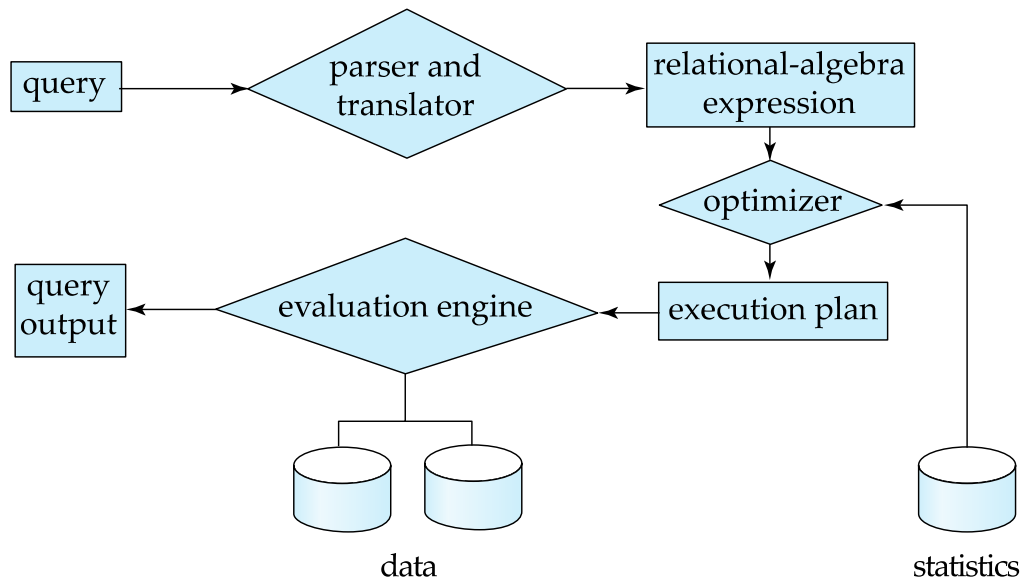 query
parser and
translator
relational-algebra
expression
optimizer
query
output
evaluation engine
execution plan
data
statistics